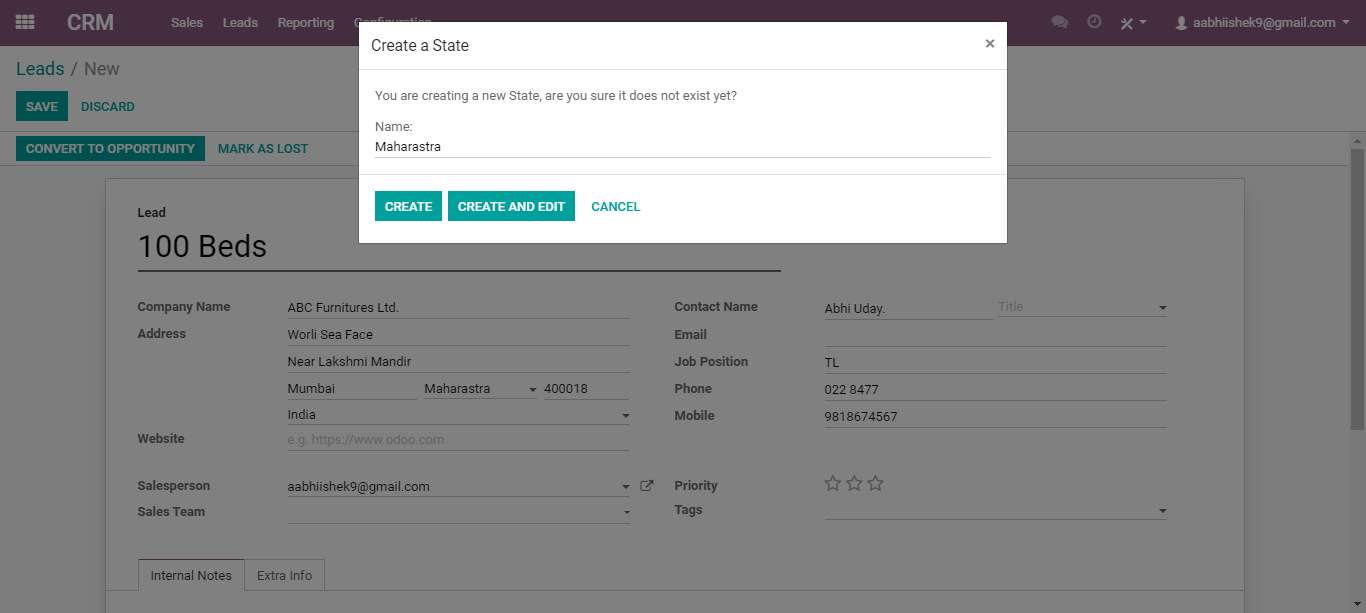 CRM Sales Leads Reporting Configuration aabhiishek9@gmail.com
Create a State ×
You are creating a new State, are you sure it does not exist yet?
Name:
Maharastra
CREATE CREATE AND EDIT CANCEL
Leads / New
SAVE DISCARD
CONVERT TO OPPORTUNITY MARK AS LOST
Lead
100 Beds
Company Name ABC Furnitures Ltd. Contact Name Abhi Uday. Title
Address Worli Sea Face Email
Near Lakshmi Mandir Job Position TL
Mumbai Maharastra 400018 Phone 022 8477
India Mobile 9818674567
Website e.g. https://www.odoo.com
Salesperson aabhiishek9@gmail.com Priority
Sales Team Tags
Internal Notes Extra Info